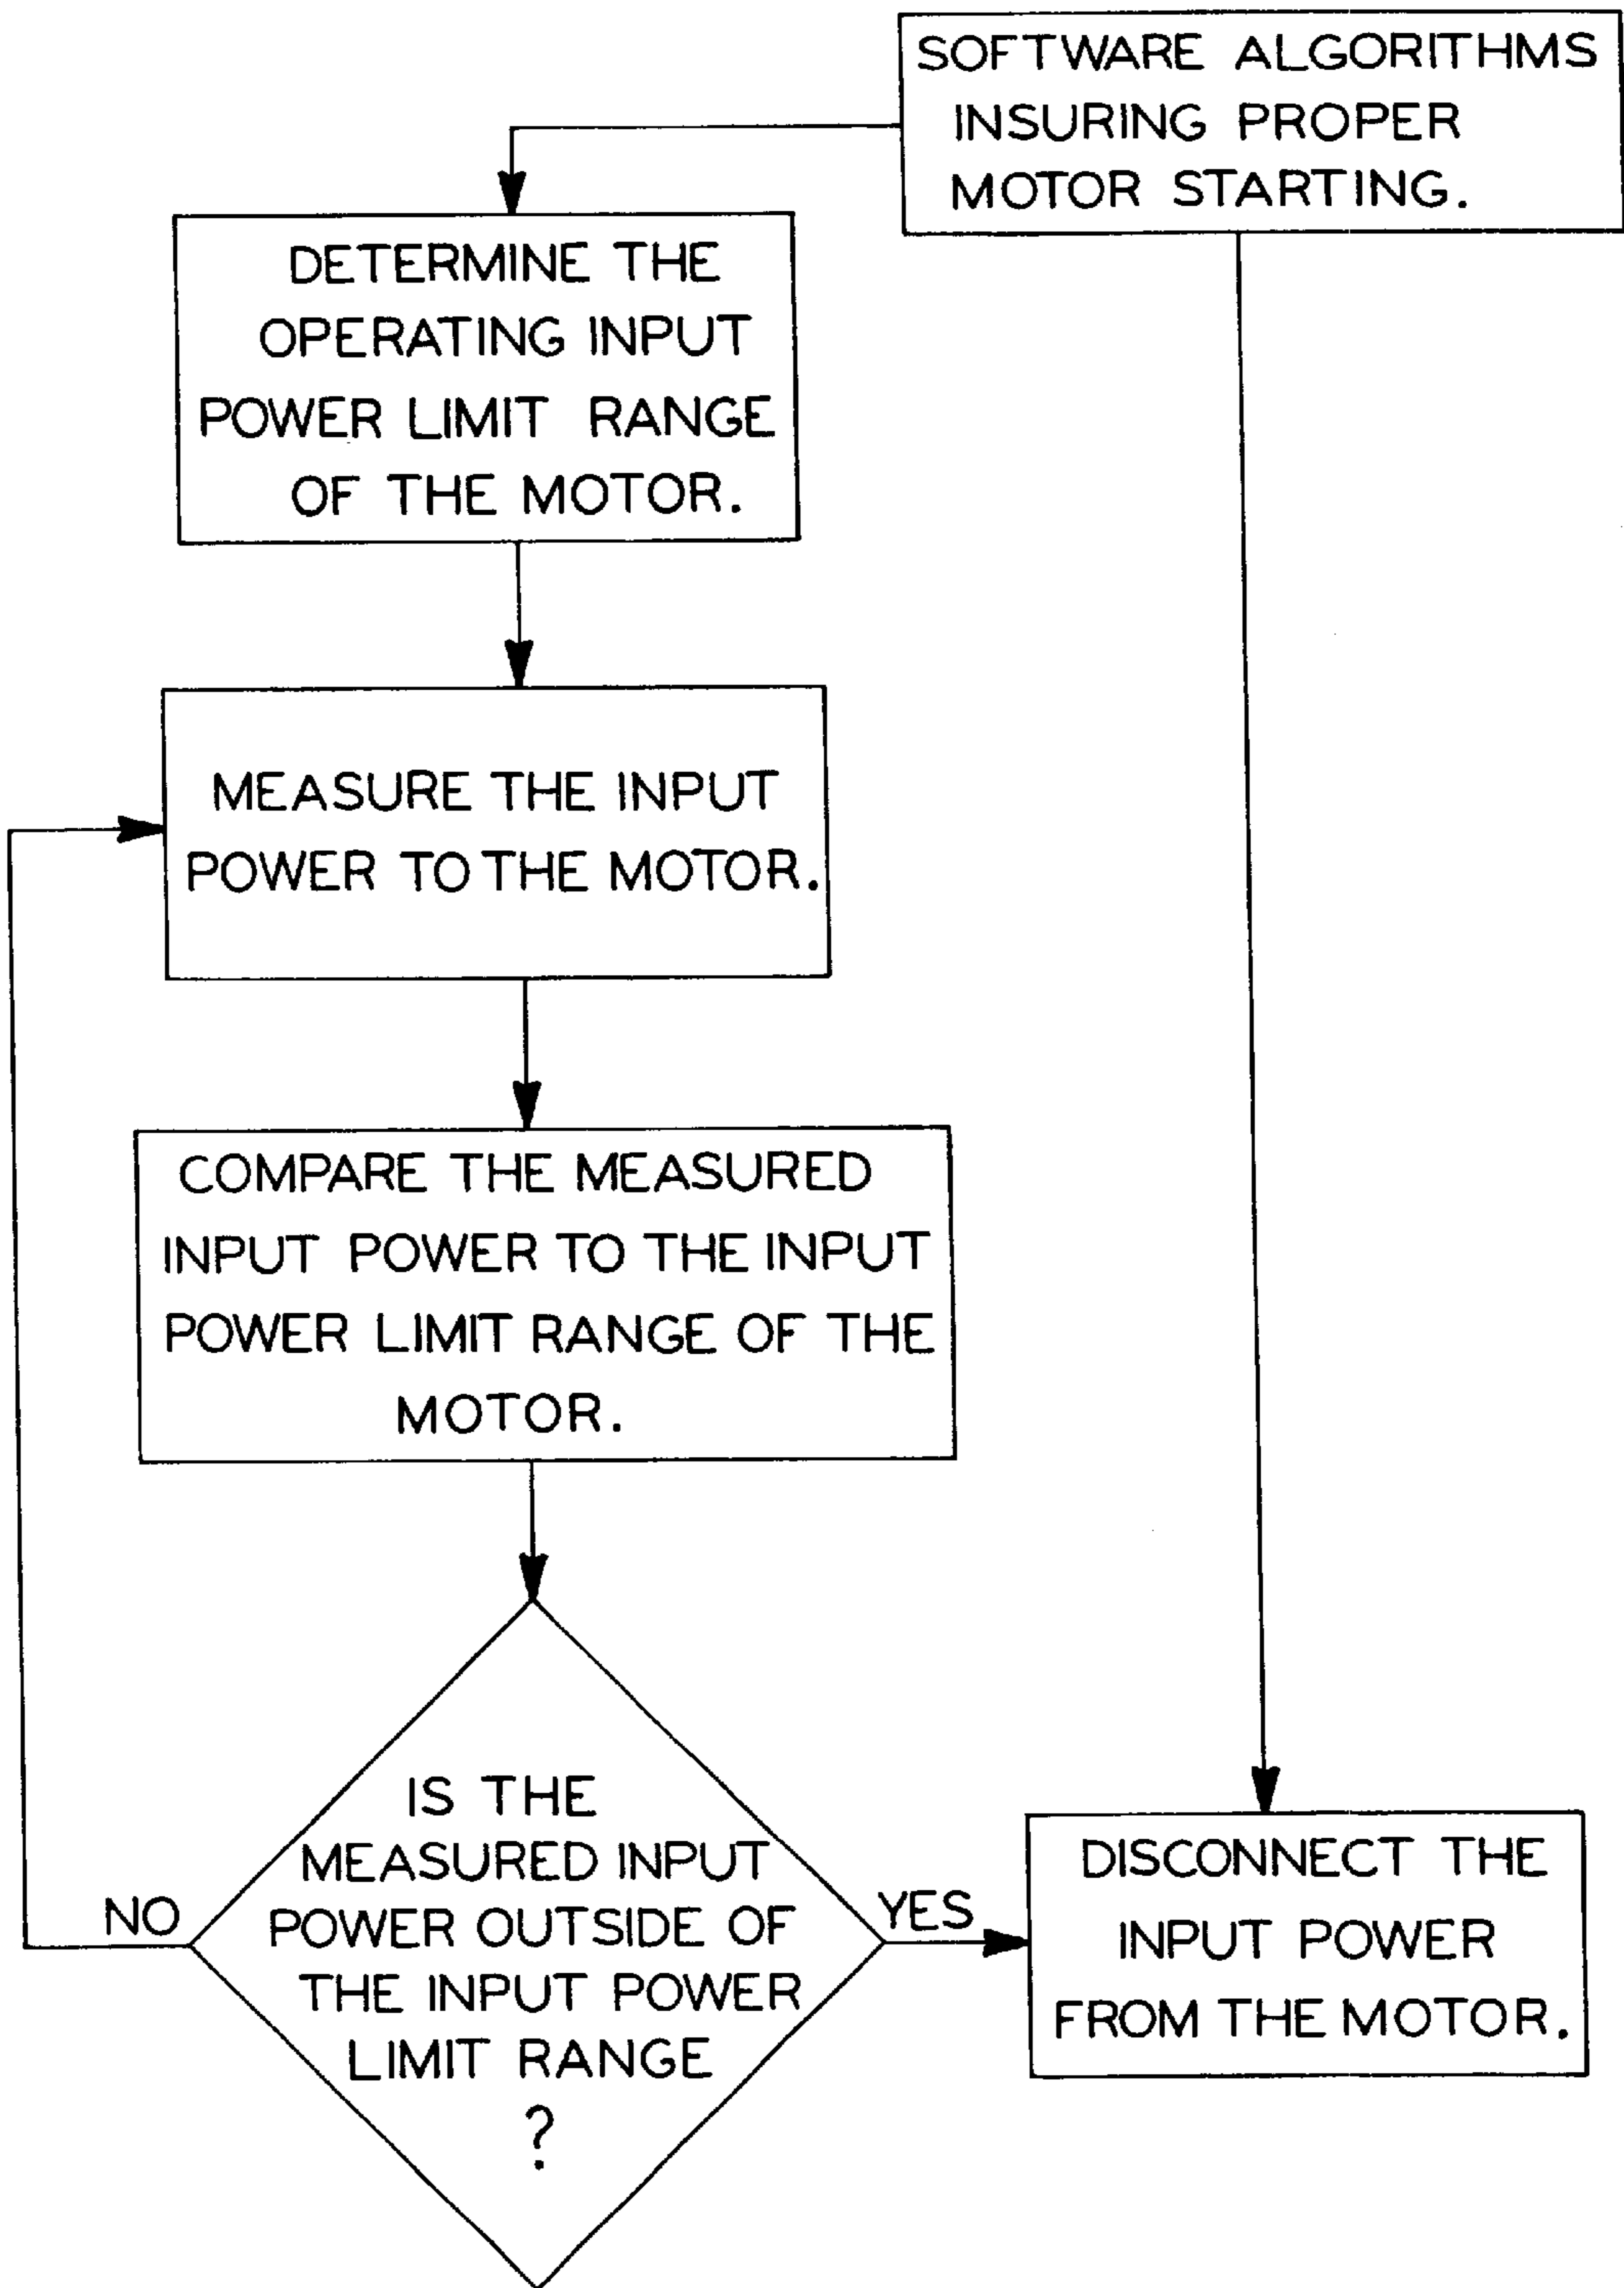 SOFTWARE ALGORITHMS
INSURING PROPER
MOTOR STARTING.
DETERMINE THE
OPERATING INPUT
POWER LIMIT RANGE
OF THE MOTOR.
MEASURE THE INPUT
POWER TO THE MOTOR.
COMPARE THE MEASURED
INPUT POWER TO THE INPUT
POWER LIMIT RANGE OF THE
MOTOR.
IS THE
MEASURED INPUT
POWER OUTSIDE OF
THE INPUT POWER
LIMIT RANGE
?
NO
YES
DISCONNECT THE
INPUT POWER
FROM THE MOTOR.